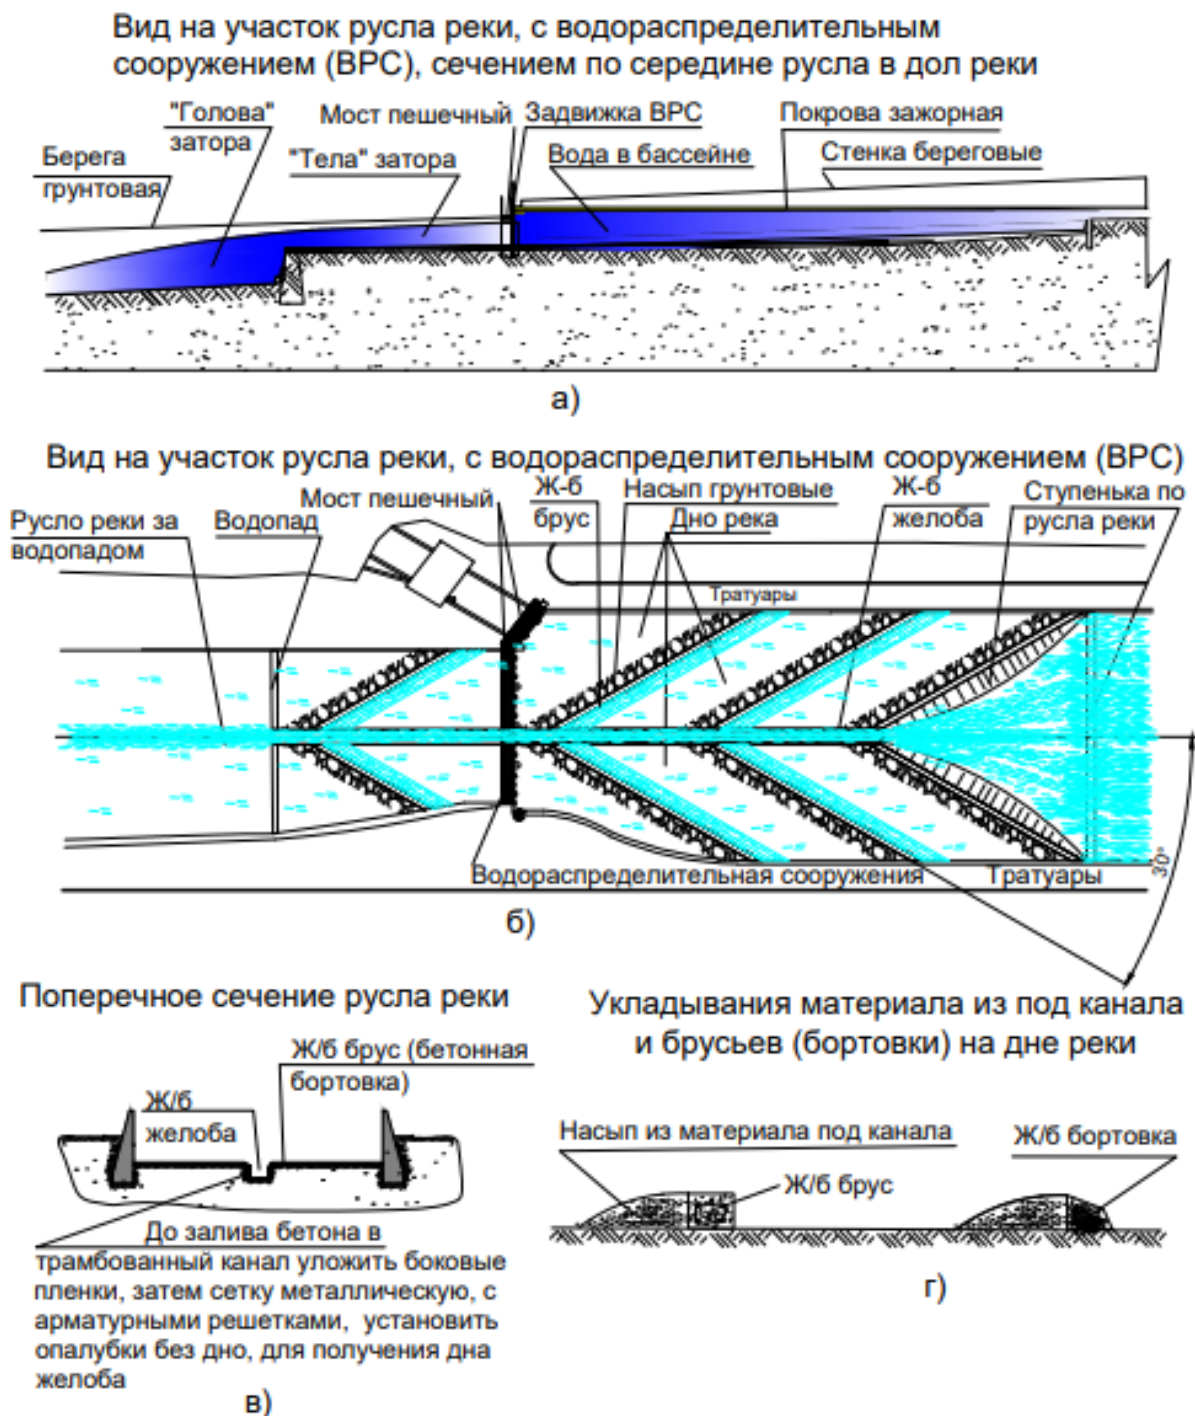 Вид на участок русла реки, с водораспределительным
сооружением (ВРС), сечением по середине русла в дол реки
"Голова"
затора
Мост пешечный
Задвижка ВРС
Покрова зажорная
Берега
грунтовая
"Тела" затора
Вода в бассейне
Стенка береговые
а)
Вид на участок русла реки, с водораспределительным сооружением (ВРС)
Русло реки за
водопадом
Водопад
Мост пешечный
Ж-б
брус
Насып грунтовые
Дно река
Ж-б
желоба
Ступенька по
русла реки
Тратуары
Водораспределительная сооружения
Тратуары
30°
б)
Поперечное сечение русла реки
Ж/б брус (бетонная
бортовка)
Ж/б
желоба
До залива бетона в
трамбованный канал уложить боковые
пленки, затем сетку металлическую, с
арматурными решетками, установить
опалубки без дно, для получения дна
желоба
в)
Укладывания материала из под канала
и брусьев (бортовки) на дне реки
Насып из материала под канала
Ж/б бортовка
Ж/б брус
г)